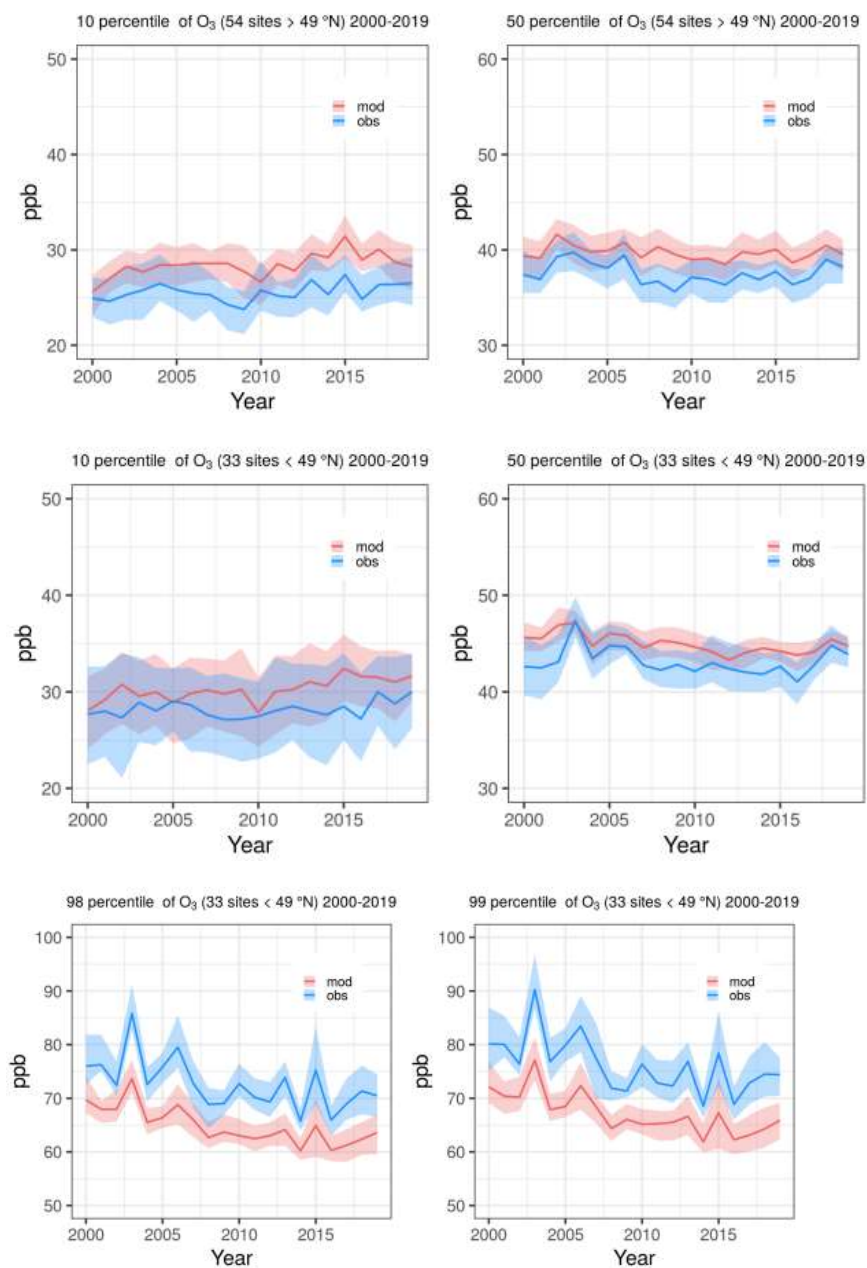 10 percentile of O₃ (54 sites > 49 °N) 2000-2019
50
40
30
20
ppb
mod
obs
2000 2005 2010 2015
Year
50 percentile of O₃ (54 sites > 49 °N) 2000-2019
60
50
40
30
ppb
mod
obs
2000 2005 2010 2015
Year
10 percentile of O₃ (33 sites < 49 °N) 2000-2019
50
40
30
20
ppb
mod
obs
2000 2005 2010 2015
Year
50 percentile of O₃ (33 sites < 49 °N) 2000-2019
60
50
40
30
ppb
mod
obs
2000 2005 2010 2015
Year
98 percentile of O₃ (33 sites < 49 °N) 2000-2019
100
90
80
70
60
50
ppb
mod
obs
2000 2005 2010 2015
Year
99 percentile of O₃ (33 sites < 49 °N) 2000-2019
100
90
80
70
60
50
ppb
mod
obs
2000 2005 2010 2015
Year